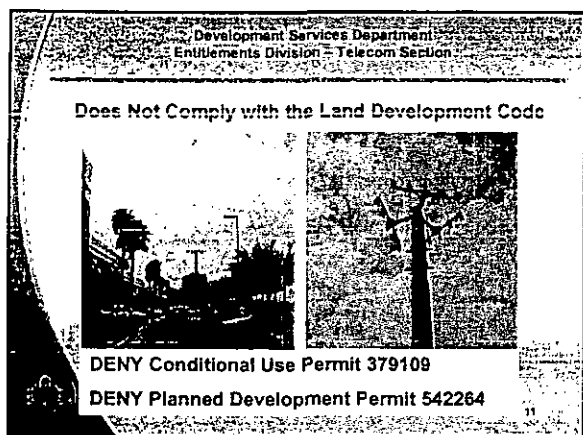 Development Services Department
Entitlements Division – Telecom Section
Does Not Comply with the Land Development Code
DENY Conditional Use Permit 379109
DENY Planned Development Permit 542264
11